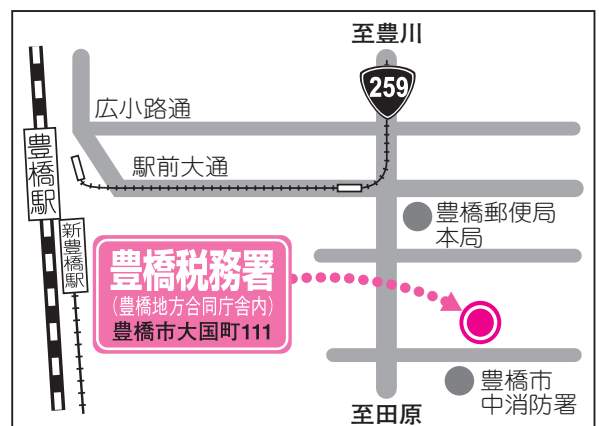 至豊川
259
広小路通
駅前大通
豊橋駅
新豊橋駅
豊橋郵便局
本局
豊橋税務署
(豊橋地方合同庁舎内)
豊橋市大国町111
豊橋市
中消防署
至田原